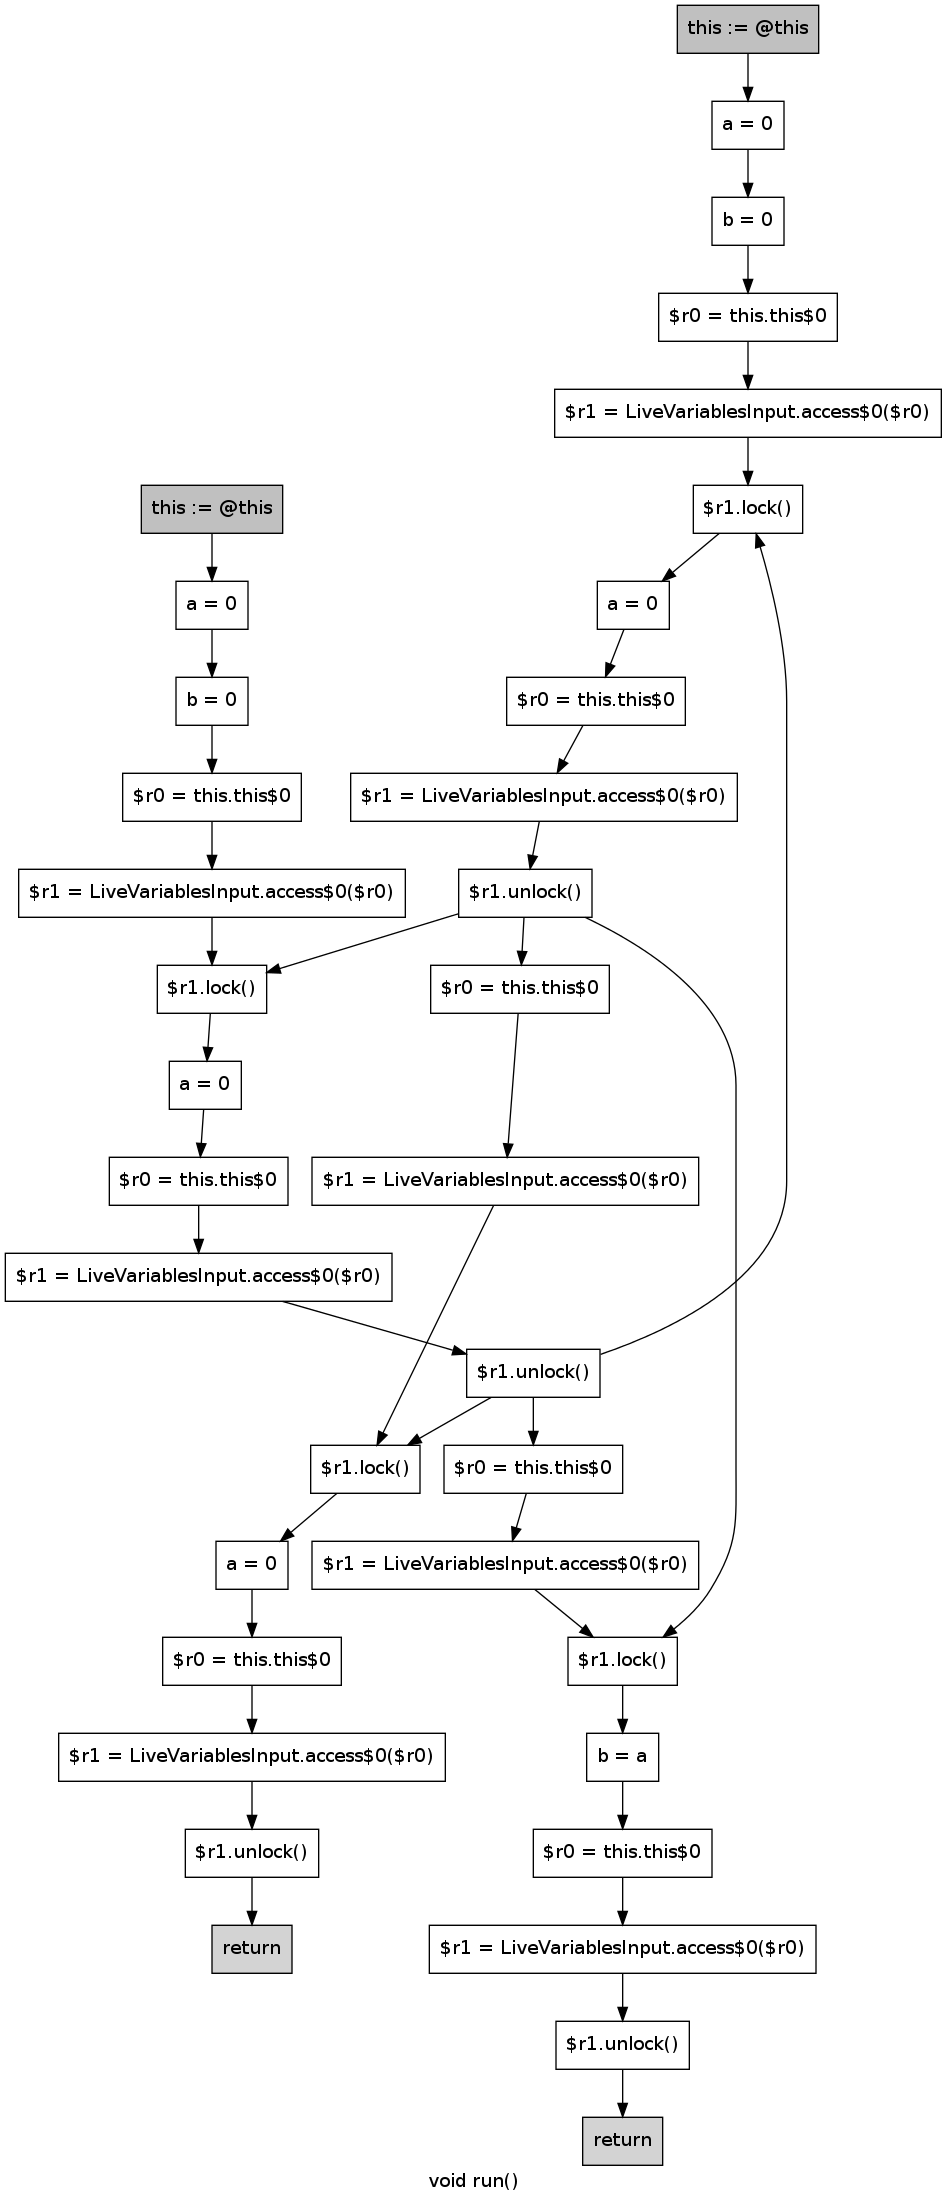 this := @this
a = 0
b = 0
$r0 = this.this$0
$r1 = LiveVariablesInput.access$0($r0)
this := @this
$r1.lock()
a = 0
a = 0
b = 0
$r0 = this.this$0
$r0 = this.this$0
$r1 = LiveVariablesInput.access$0($r0)
$r1 = LiveVariablesInput.access$0($r0)
$r1.unlock()
$r1.lock()
$r0 = this.this$0
a = 0
$r0 = this.this$0
$r1 = LiveVariablesInput.access$0($r0)
$r1 = LiveVariablesInput.access$0($r0)
$r1.unlock()
$r1.lock()
$r0 = this.this$0
a = 0
$r1 = LiveVariablesInput.access$0($r0)
$r0 = this.this$0
$r1.lock()
$r1 = LiveVariablesInput.access$0($r0)
b = a
$r1.unlock()
$r0 = this.this$0
return
$r1 = LiveVariablesInput.access$0($r0)
$r1.unlock()
return
void run()